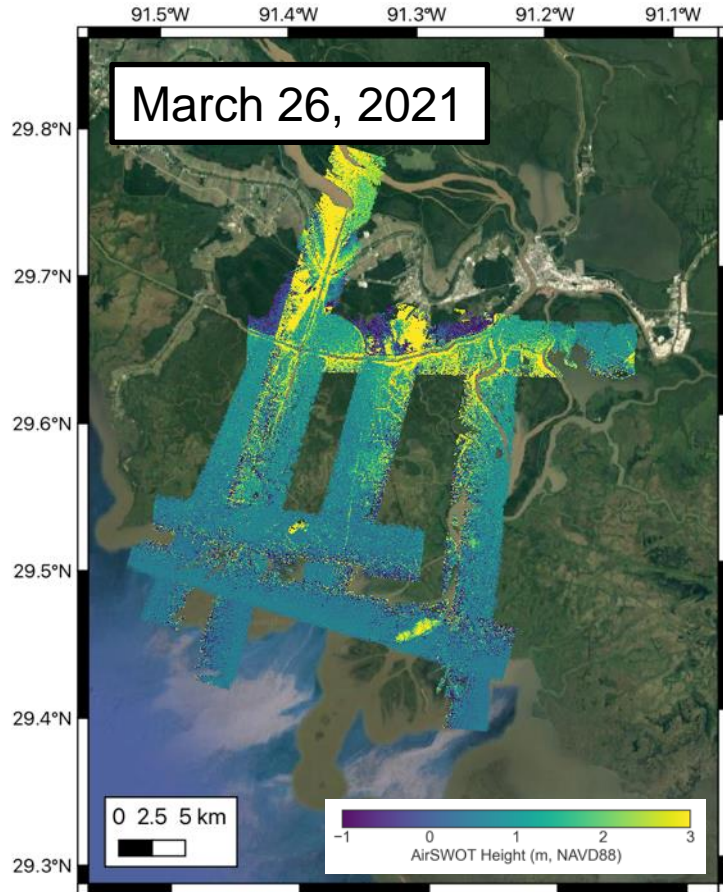 91.5°W 91.4°W 91.3°W 91.2°W 91.1°W
March 26, 2021
29.8°N
29.7°N
29.6°N
29.5°N
29.4°N
29.3°N
0 2.5 5 km
−1 0 1 2 3
AirSWOT Height (m, NAVD88)